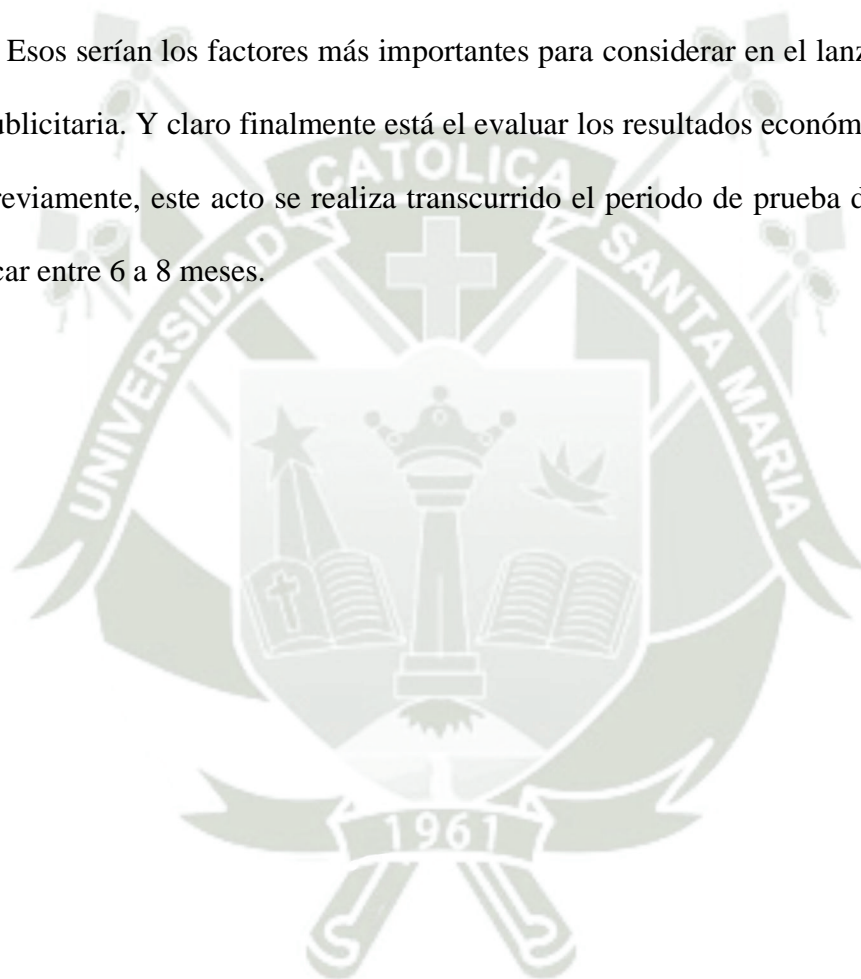 Esos serían los factores más importantes para considerar en el lanz
ublicitaria. Y claro finalmente está el evaluar los resultados económ
reviamente, este acto se realiza transcurrido el periodo de prueba d
car entre 6 a 8 meses.
UNIVERSIDAD CATOLICA SANTA MARIA
1961